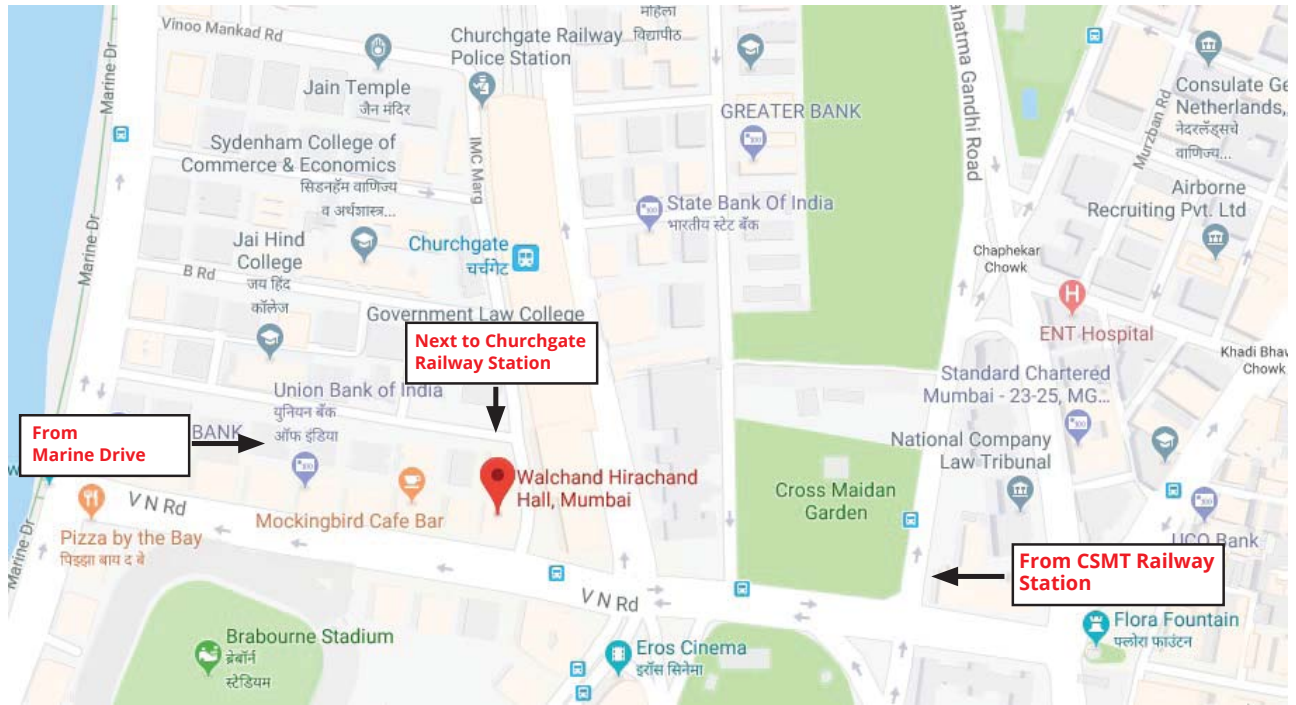 Vinoo Mankad Rd
Marine Dr
Jain Temple
जैन मंदिर
Churchgate Railway
Police Station
महिला
विद्यापीठ
GREATER BANK
Mahatma Gandhi Road
Murzban Rd
Consulate Ge
Netherlands,
नेदरलँड्सचे
वाणिज्य...
Sydenham College of
Commerce & Economics
सिडनहॅम वाणिज्य
व अर्थशास्त्र...
IMC Marg
State Bank Of India
भारतीय स्टेट बँक
Airborne
Recruiting Pvt. Ltd
Marine Dr
Jai Hind
College
जय हिंद
कॉलेज
B Rd
Churchgate
चर्चगेट
Chaphekar
Chowk
Government Law College
ENT Hospital
Next to Churchgate
Railway Station
Khadi Bhav
Chowk
Union Bank of India
युनियन बँक
ऑफ इंडिया
Standard Chartered
Mumbai - 23-25, MG...
From
Marine Drive
BANK
National Company
Law Tribunal
Walchand Hirachand
Hall, Mumbai
Cross Maidan
Garden
V N Rd
Mockingbird Cafe Bar
Pizza by the Bay
पिझ्झा बाय द बे
Marine Dr
UCO Bank
From CSMT Railway
Station
V N Rd
Flora Fountain
फ्लोरा फाउंटन
Brabourne Stadium
ब्रेबॉर्न
स्टेडियम
Eros Cinema
इरॉस सिनेमा